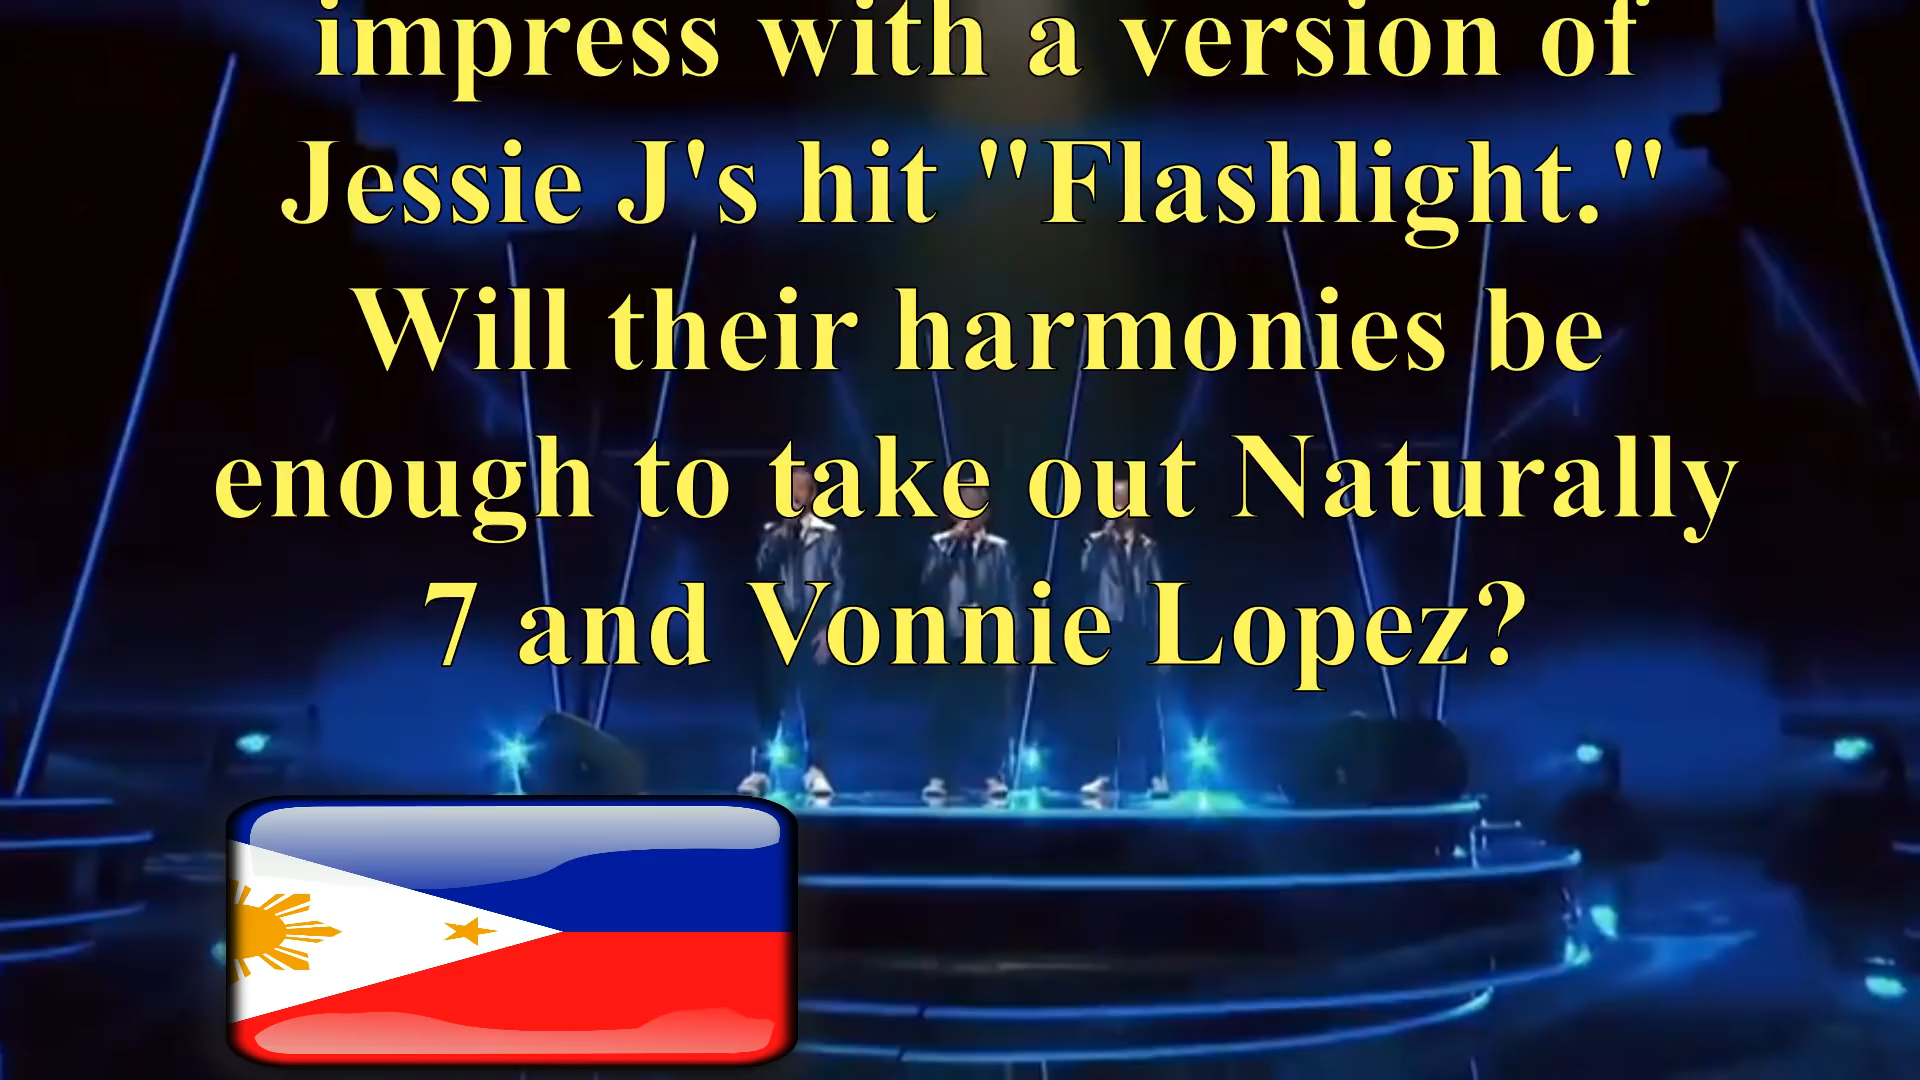 impress with a version of
Jessie J's hit "Flashlight."
Will their harmonies be
enough to take out Naturally
7 and Vonnie Lopez?